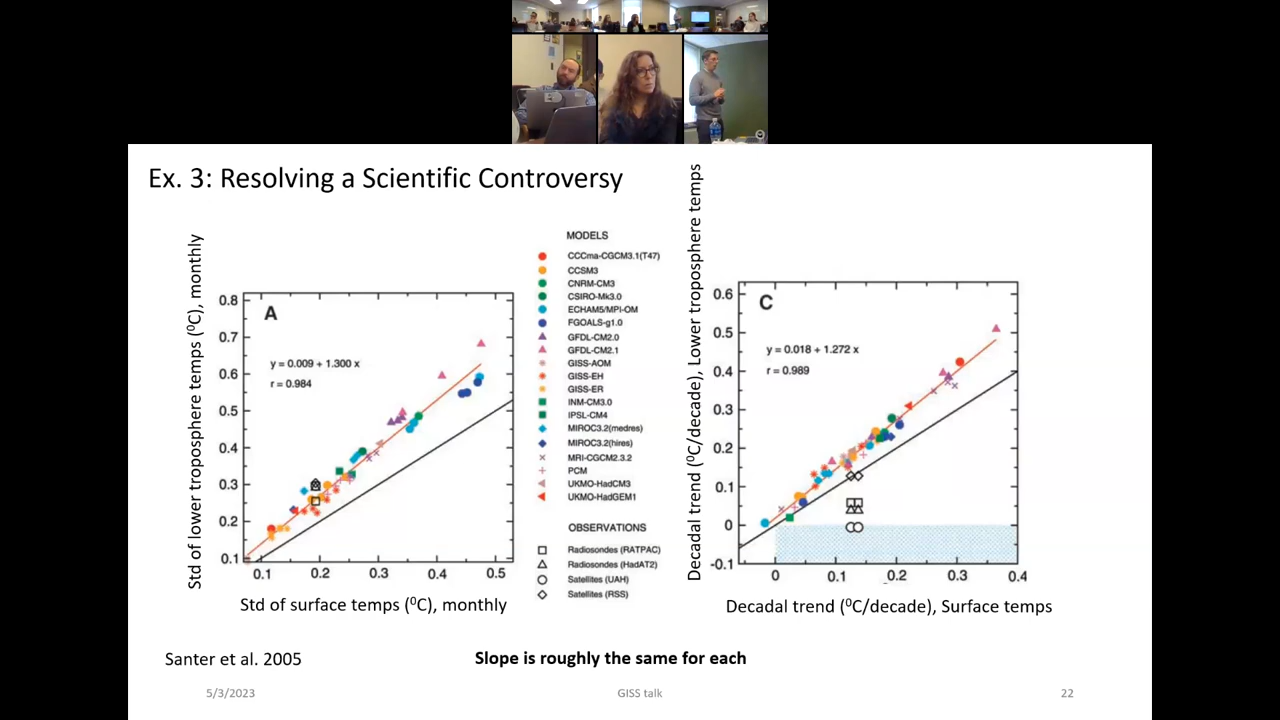 Ex. 3: Resolving a Scientific Controversy
Std of lower troposphere temps (⁰C), monthly
0.8
0.7
0.6
0.5
0.4
0.3
0.2
0.1
A
y = 0.009 + 1.300 x
r = 0.984
0.1 0.2 0.3 0.4 0.5
Std of surface temps (⁰C), monthly
MODELS
CCCma-CGCM3.1(T47)
CCSM3
CNRM-CM3
CSIRO-Mk3.0
ECHAM5/MPI-OM
FGOALS-g1.0
GFDL-CM2.0
GFDL-CM2.1
GISS-AOM
GISS-EH
GISS-ER
INM-CM3.0
IPSL-CM4
MIROC3.2(medres)
MIROC3.2(hires)
MRI-CGCM2.3.2
PCM
UKMO-HadCM3
UKMO-HadGEM1
OBSERVATIONS
Radiosondes (RATPAC)
Radiosondes (HadAT2)
Satellites (UAH)
Satellites (RSS)
Decadal trend (⁰C/decade), Lower troposphere temps
0.6
0.5
0.4
0.3
0.2
0.1
0
-0.1
C
y = 0.018 + 1.272 x
r = 0.989
0 0.1 0.2 0.3 0.4
Decadal trend (⁰C/decade), Surface temps
Santer et al. 2005
Slope is roughly the same for each
5/3/2023
GISS talk
22